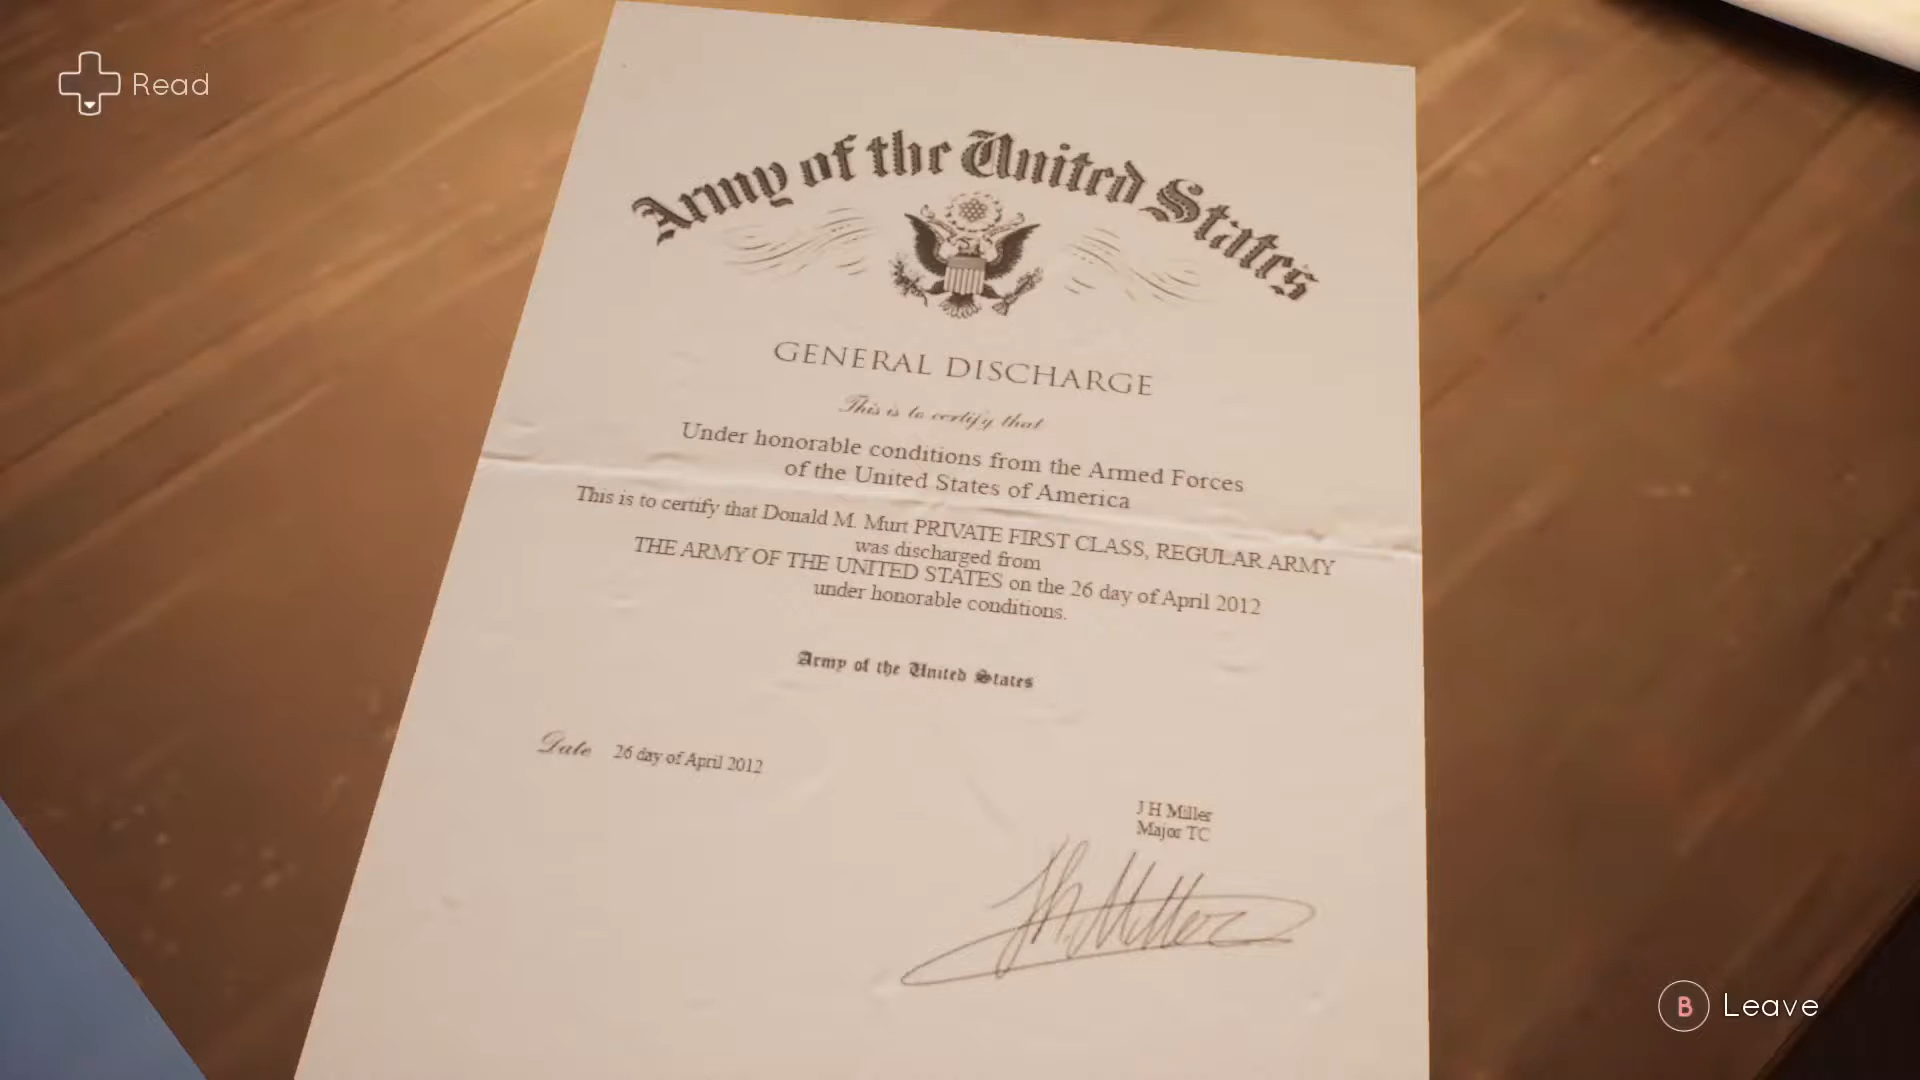 Read
Army of the United States
GENERAL DISCHARGE
This is to certify that
Under honorable conditions from the Armed Forces
of the United States of America
This is to certify that Donald M. Murt PRIVATE FIRST CLASS, REGULAR ARMY
was discharged from
THE ARMY OF THE UNITED STATES on the 26 day of April 2012
under honorable conditions.
Army of the United States
Date 26 day of April 2012
J H Miller
Major TC
Jh. Miller
B Leave